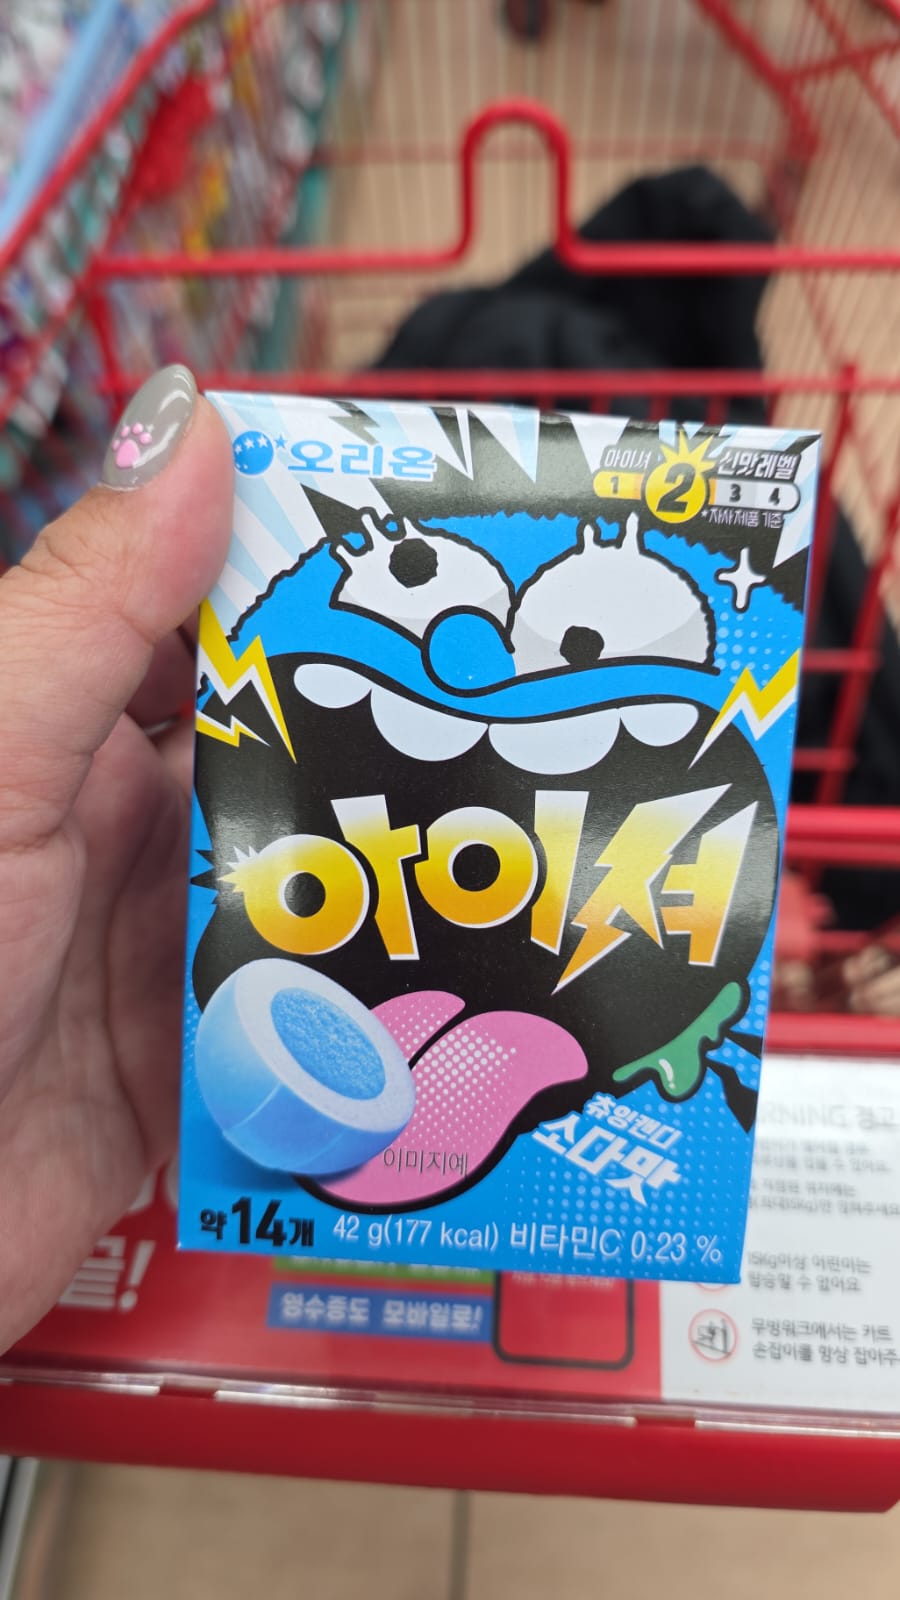 오리온
아이셔 신맛레벨
1 2 3 4
*자사제품 기준
아이셔
츄잉캔디
소다맛
이미지예
약 14개 42 g(177 kcal) 비타민C 0.23 %
영수증도 모바일로!
15kg이상 어린이는
탑승할 수 없어요
무빙워크에서는 카트
손잡이를 항상 잡아주